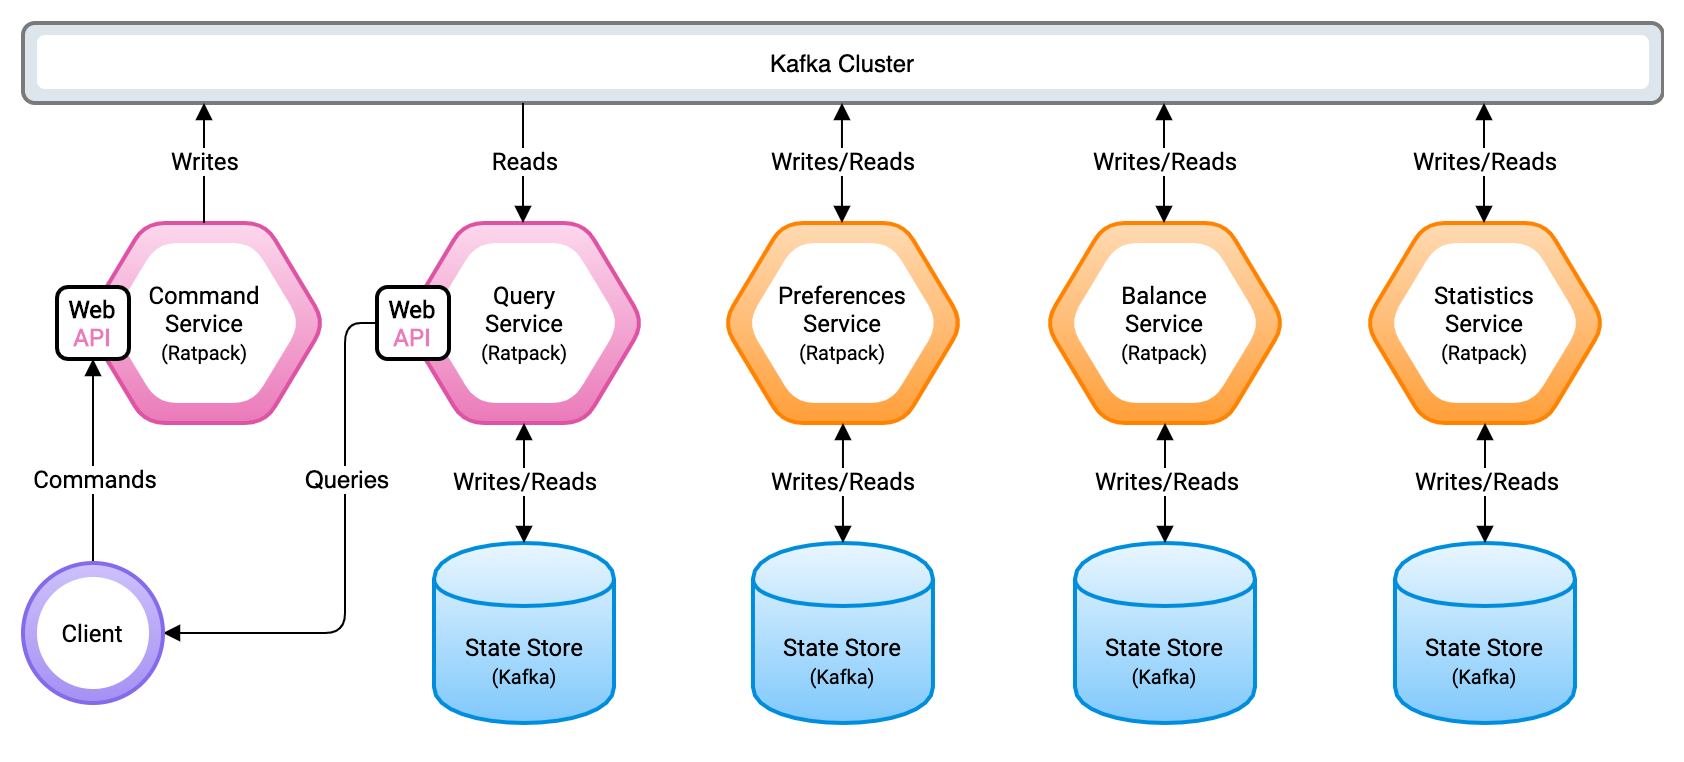 Kafka Cluster
Writes
Reads
Writes/Reads
Writes/Reads
Writes/Reads
Web
API
Command
Service
(Ratpack)
Web
API
Query
Service
(Ratpack)
Preferences
Service
(Ratpack)
Balance
Service
(Ratpack)
Statistics
Service
(Ratpack)
Commands
Queries
Writes/Reads
Writes/Reads
Writes/Reads
Writes/Reads
Client
State Store
(Kafka)
State Store
(Kafka)
State Store
(Kafka)
State Store
(Kafka)